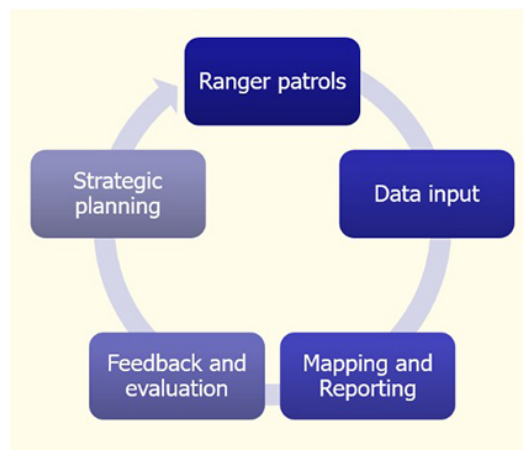 Ranger patrols
Data input
Mapping and
Reporting
Feedback and
evaluation
Strategic
planning